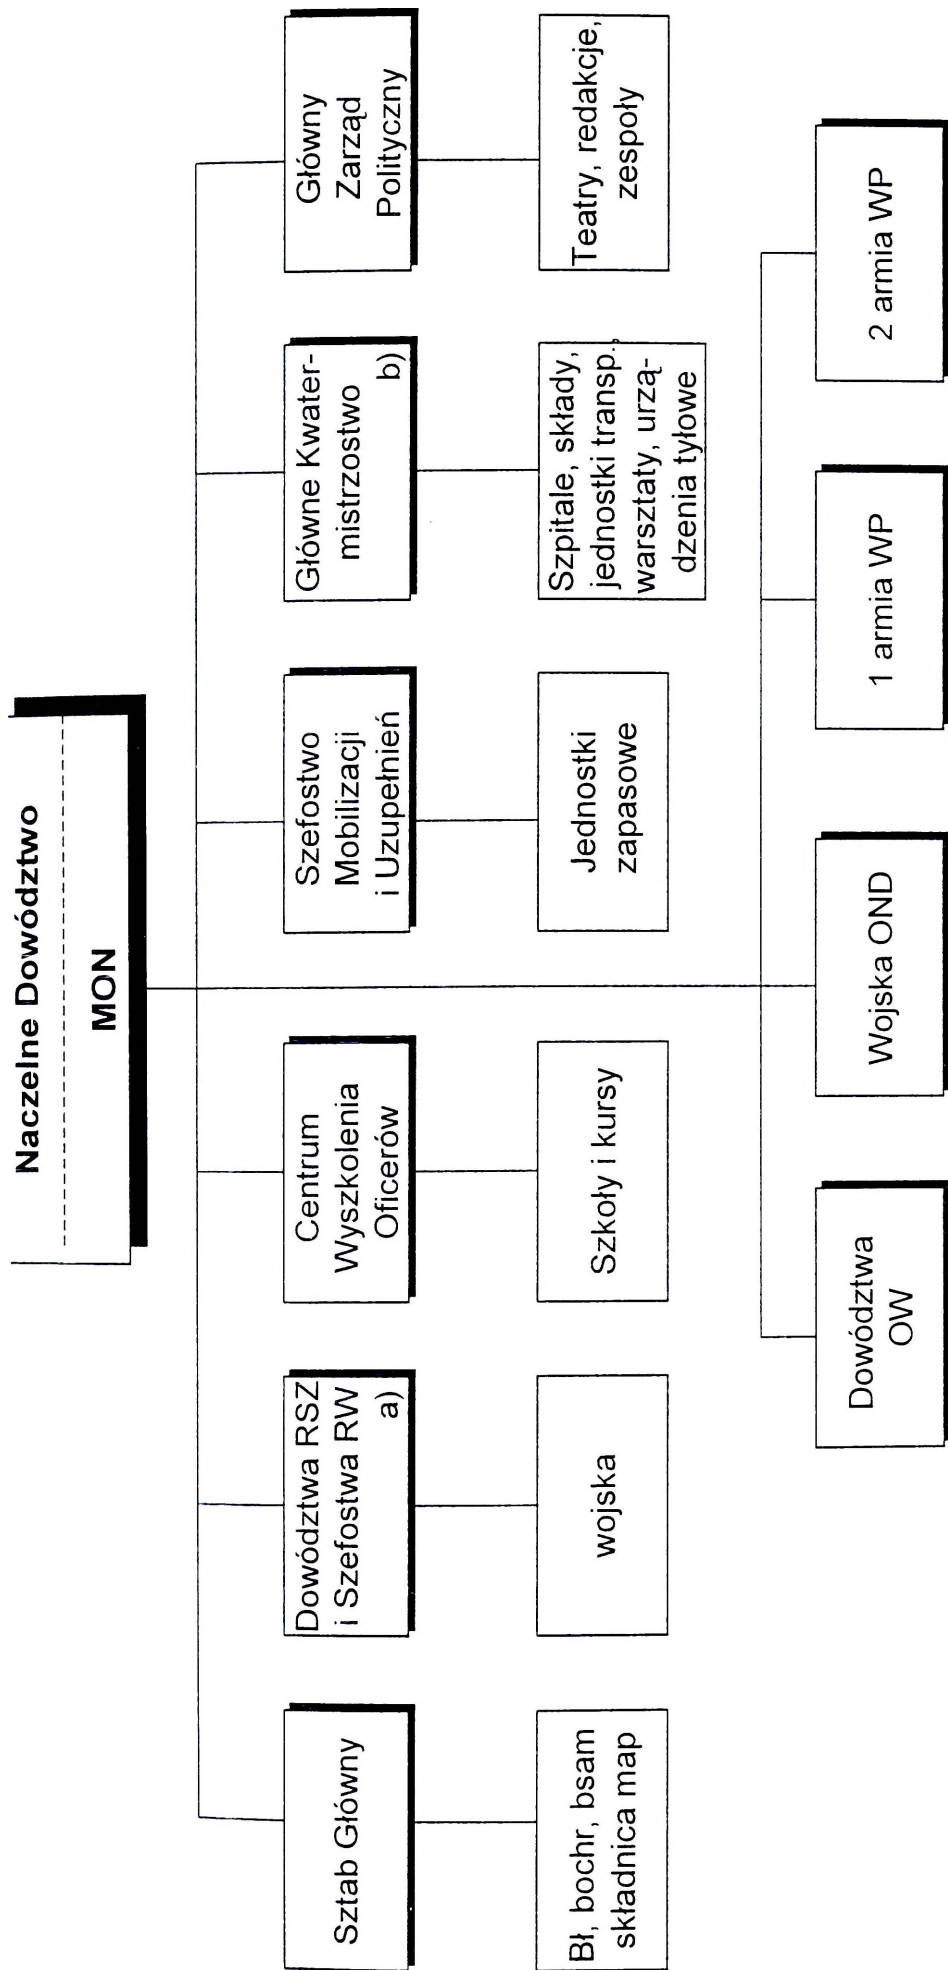 Naczelne Dowództwo
MON
Sztab Główny
Dowództwa RSZ
i Szefostwa RW
a)
Centrum
Wyszkolenia
Oficerów
Szefostwo
Mobilizacji
i Uzupełnień
Główne Kwater-
mistrzostwo
b)
Główny
Zarząd
Polityczny
Bł, bochr, bsam
składnica map
wojska
Szkoły i kursy
Jednostki
zapasowe
Szpitale, składy,
jednostki transp.,
warsztaty, urzą-
dzenia tyłowe
Teatry, redakcje,
zespoły
Dowództwa
OW
Wojska OND
1 armia WP
2 armia WP